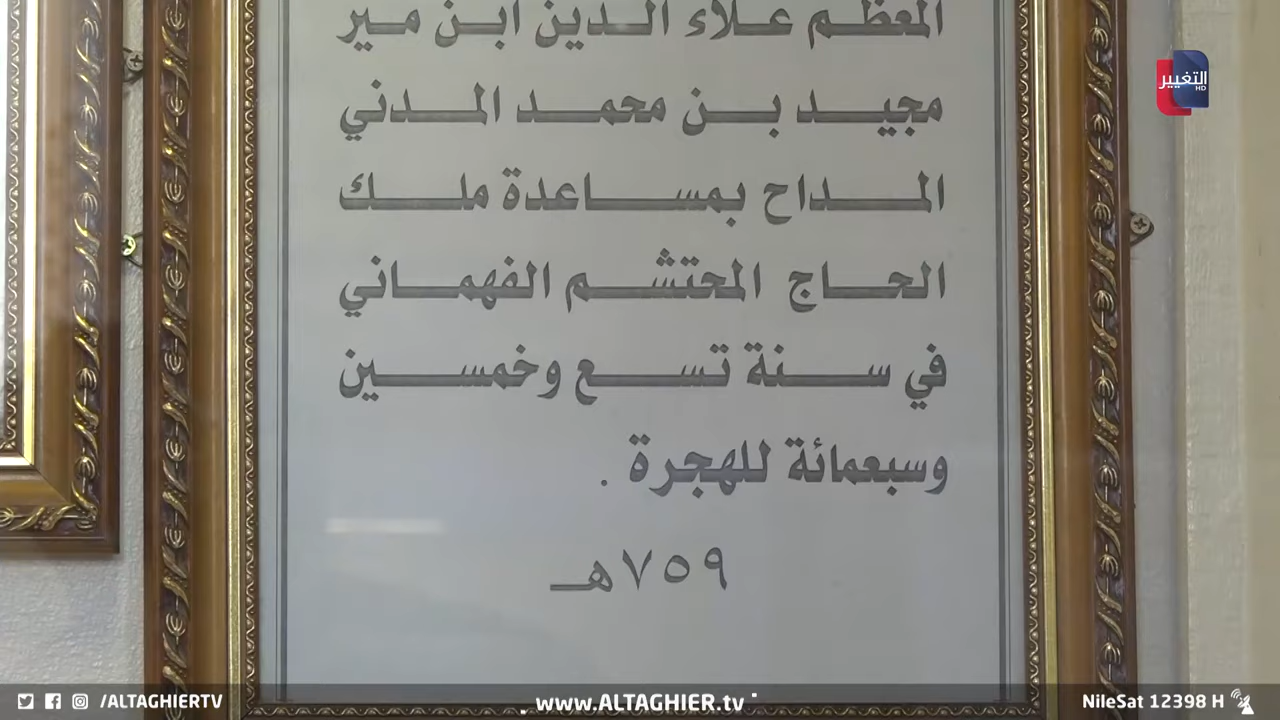 المعظم علاء الدين ابن مير
مجيد بن محمد المدني
المداح بمساعدة ملك
الحاج المحتشم الفهماني
في سنة تسع وخمسين
وسبعمائة للهجرة .
٧٥٩هـ
التغيير HD
/ALTAGHIERTV
www.ALTAGHIER.tv
NileSat 12398 H